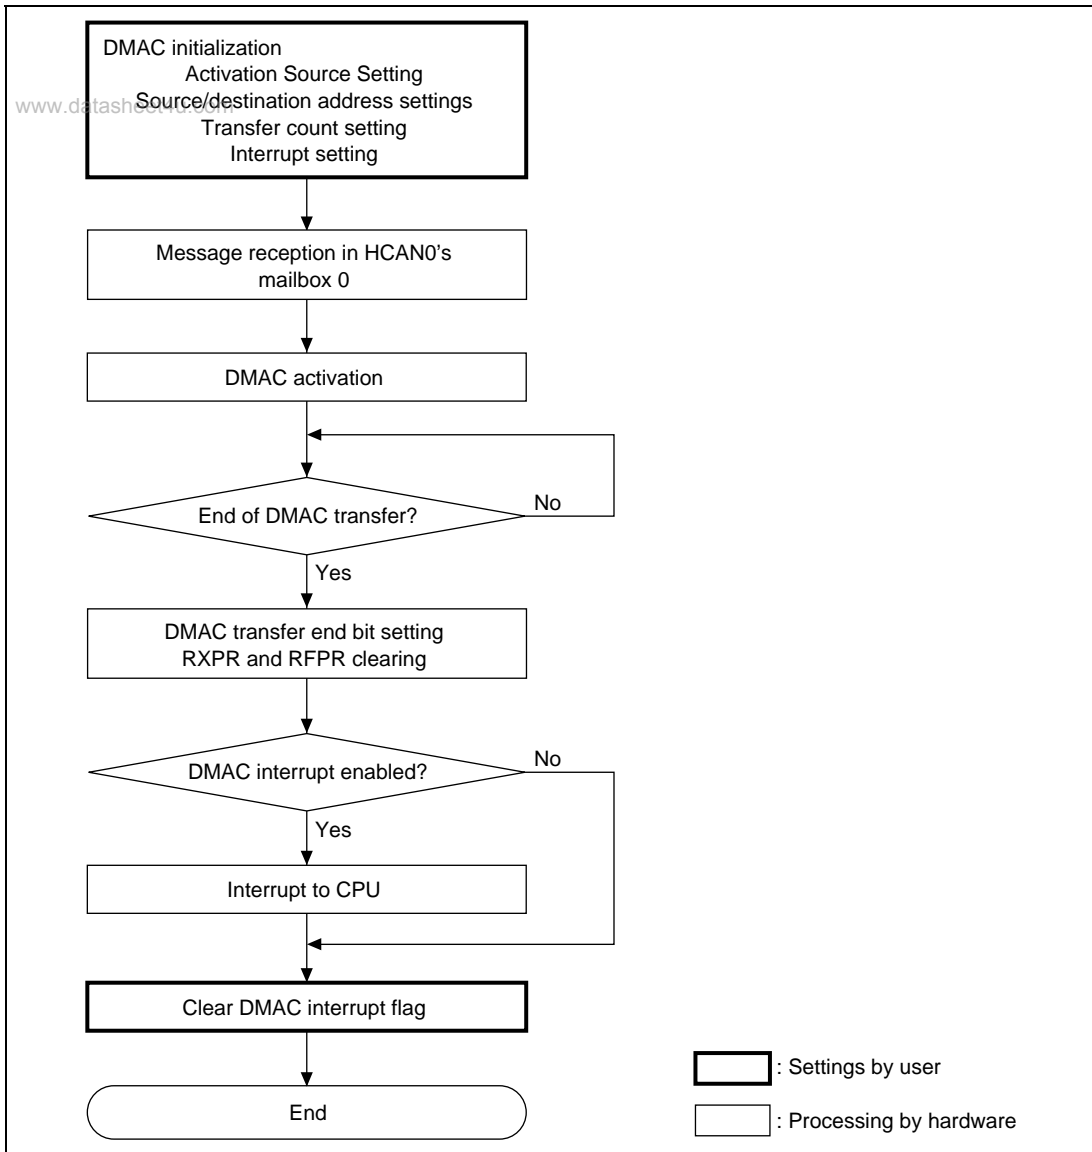 DMAC initialization
Activation Source Setting
www.datasheet4u.com
Source/destination address settings
Transfer count setting
Interrupt setting
Message reception in HCAN0's
mailbox 0
DMAC activation
End of DMAC transfer?
No
Yes
DMAC transfer end bit setting
RXPR and RFPR clearing
DMAC interrupt enabled?
No
Yes
Interrupt to CPU
Clear DMAC interrupt flag
End
: Settings by user
: Processing by hardware